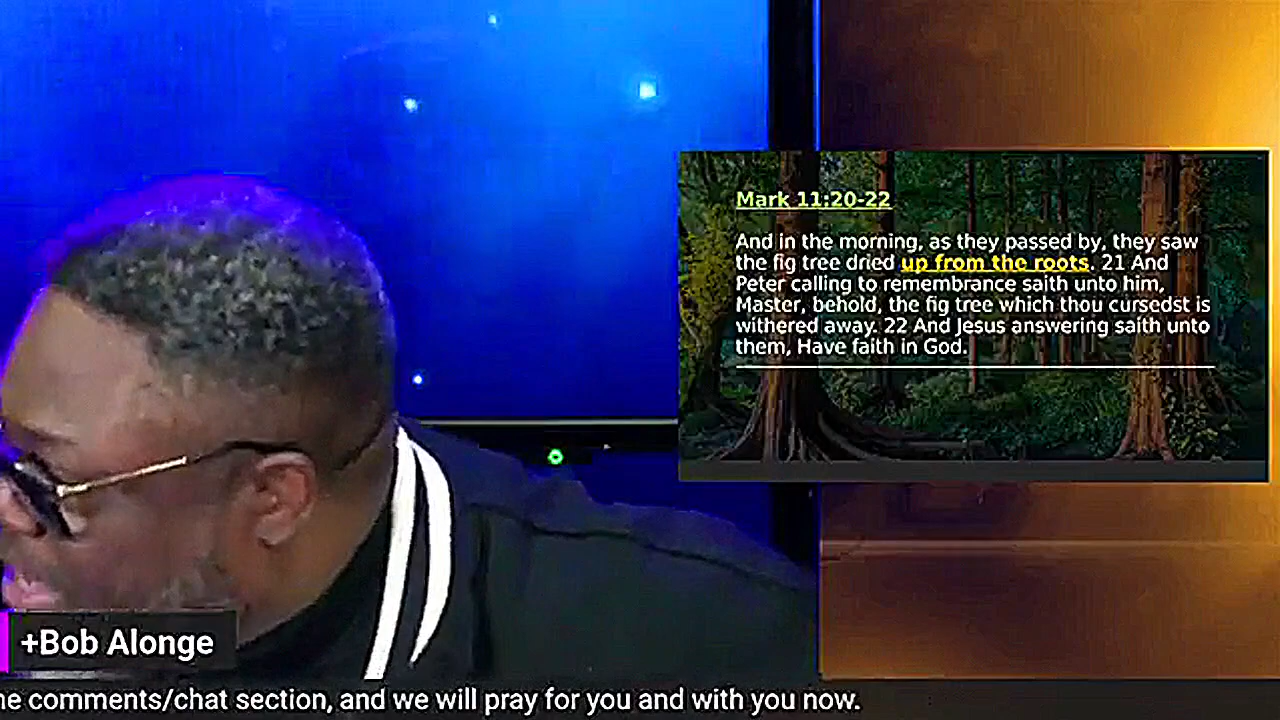 Mark 11:20-22
And in the morning, as they passed by, they saw
the fig tree dried up from the roots. 21 And
Peter calling to remembrance saith unto him,
Master, behold, the fig tree which thou cursedst is
withered away. 22 And Jesus answering saith unto
them, Have faith in God.
+Bob Alonge
comments/chat section, and we will pray for you and with you now.